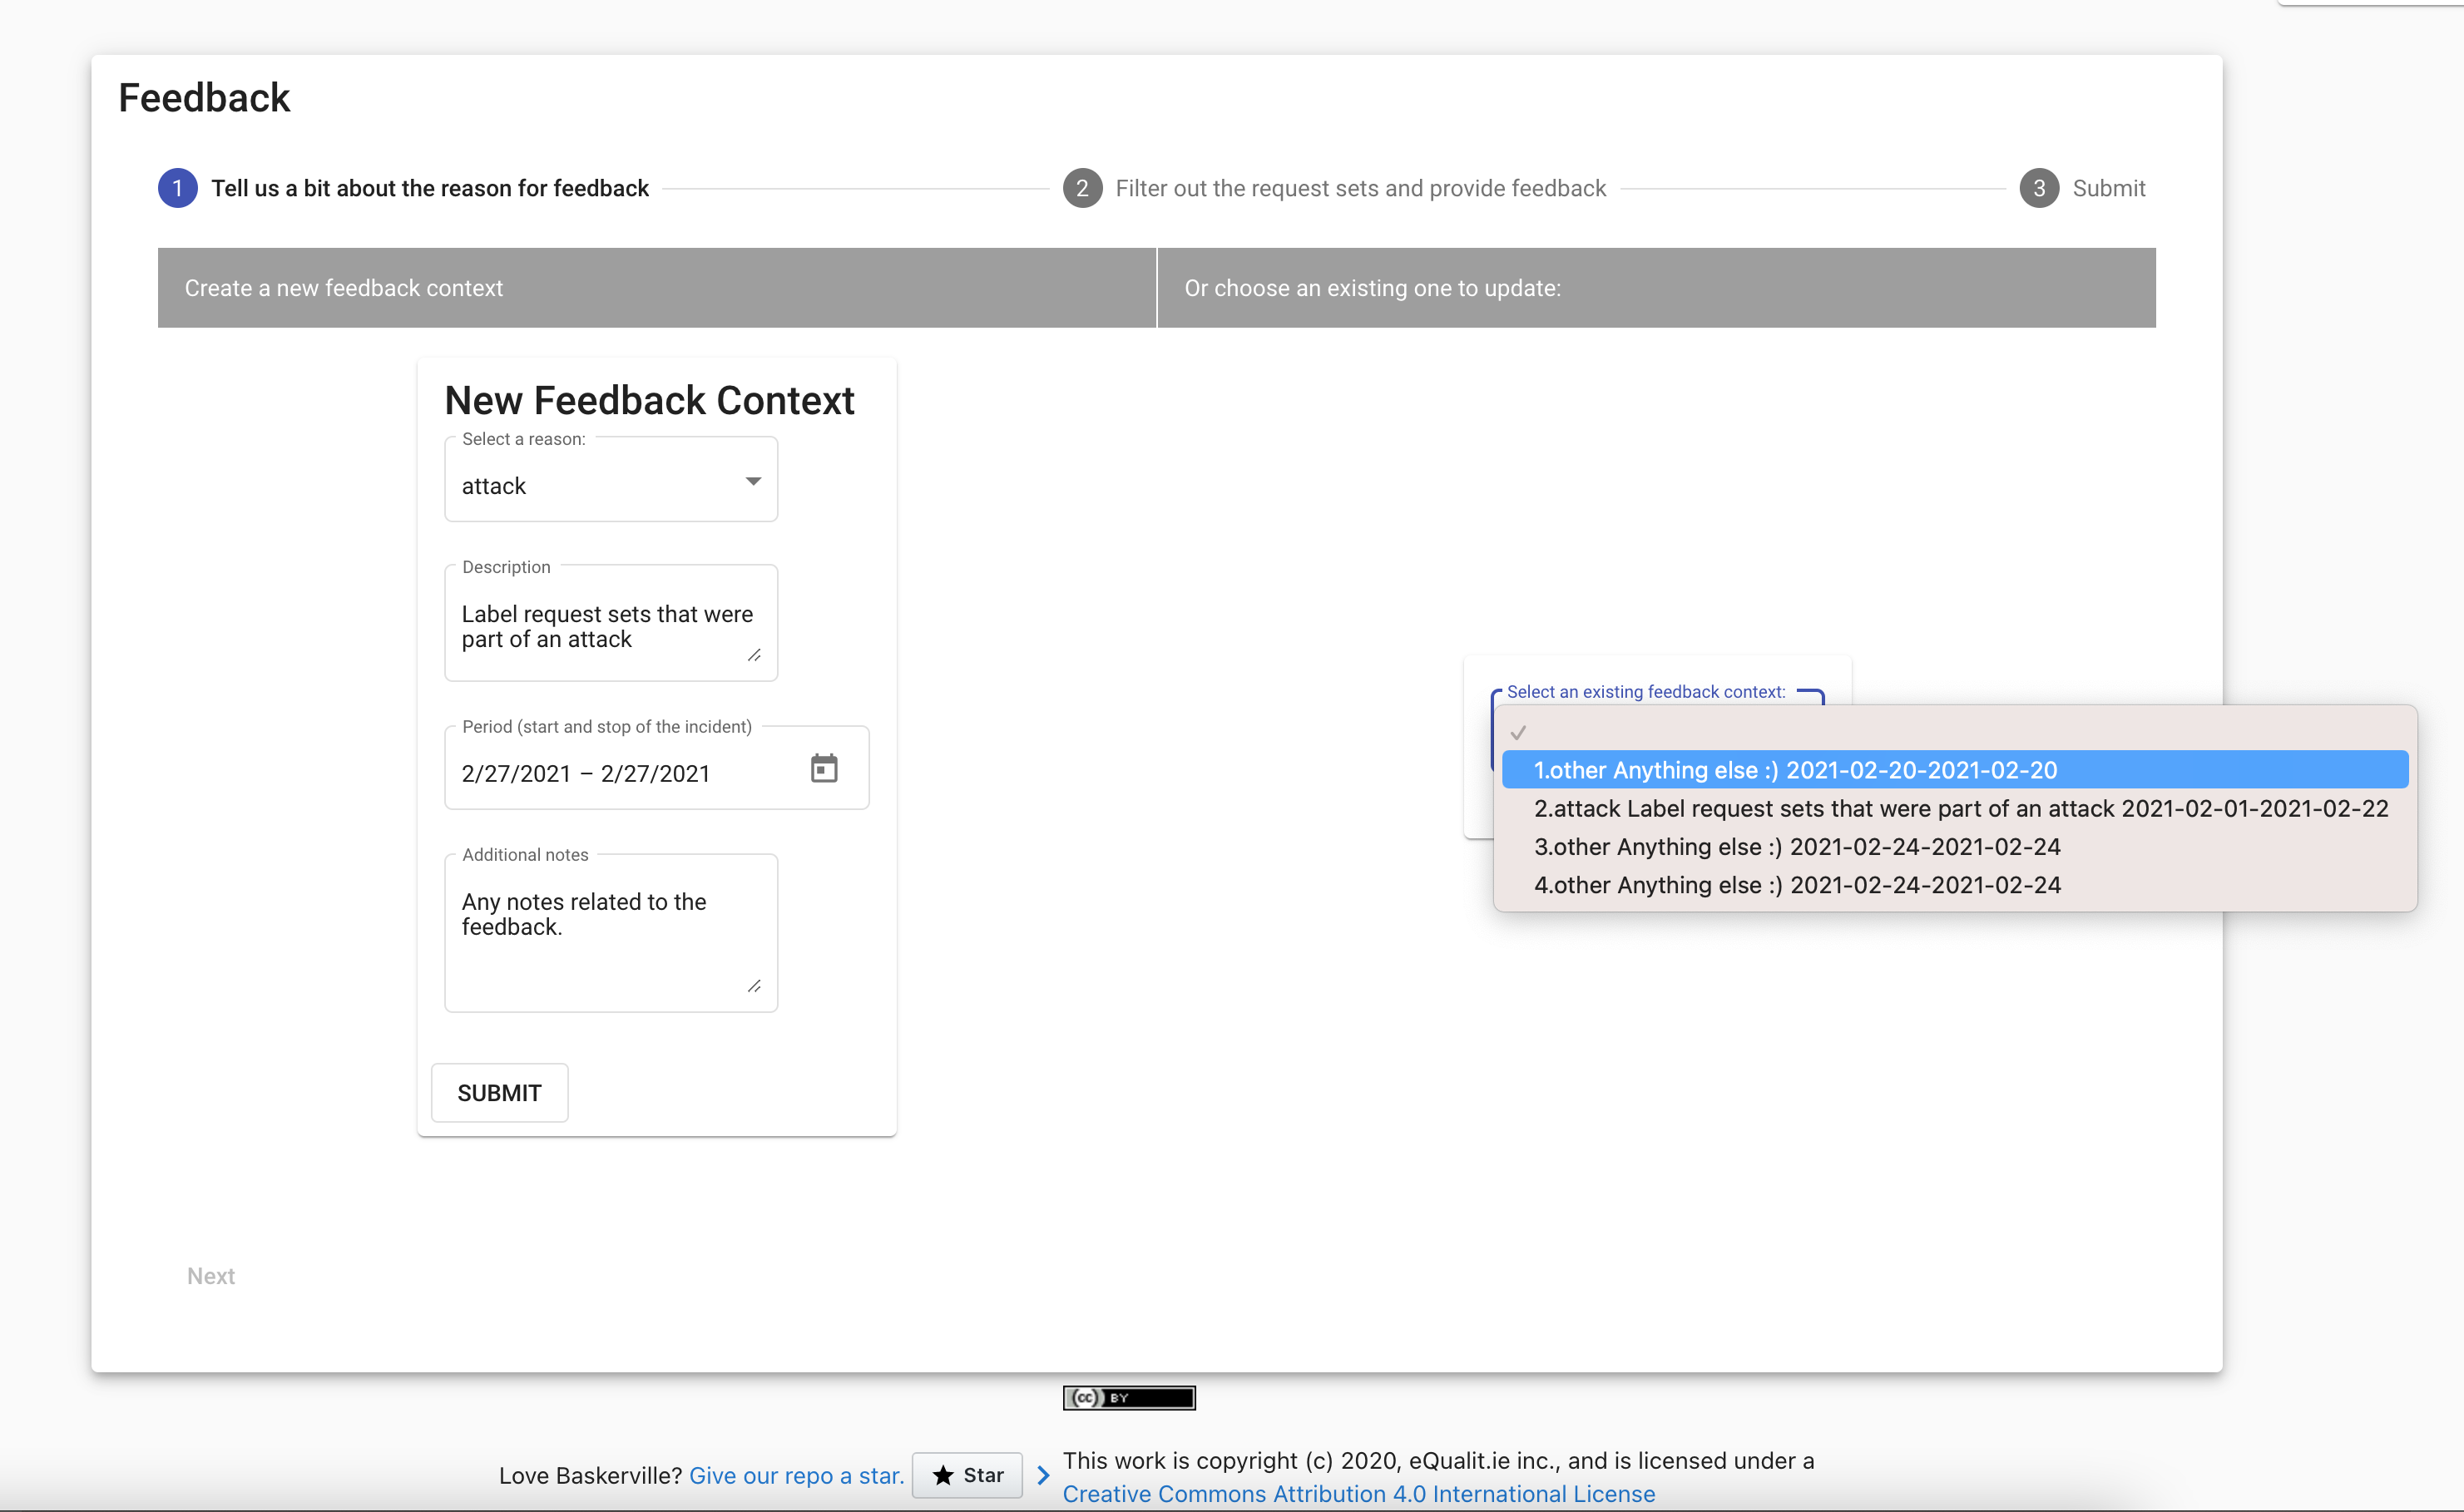 Feedback
1 Tell us a bit about the reason for feedback
2 Filter out the request sets and provide feedback
3 Submit
Create a new feedback context
Or choose an existing one to update:
New Feedback Context
Select a reason:
attack
Description
Label request sets that were
part of an attack
Period (start and stop of the incident)
2/27/2021 – 2/27/2021
Additional notes
Any notes related to the
feedback.
SUBMIT
Select an existing feedback context:
1.other Anything else :) 2021-02-20-2021-02-20
2.attack Label request sets that were part of an attack 2021-02-01-2021-02-22
3.other Anything else :) 2021-02-24-2021-02-24
4.other Anything else :) 2021-02-24-2021-02-24
Next
(cc) BY
Love Baskerville? Give our repo a star. Star
This work is copyright (c) 2020, eQualit.ie inc., and is licensed under a
Creative Commons Attribution 4.0 International License